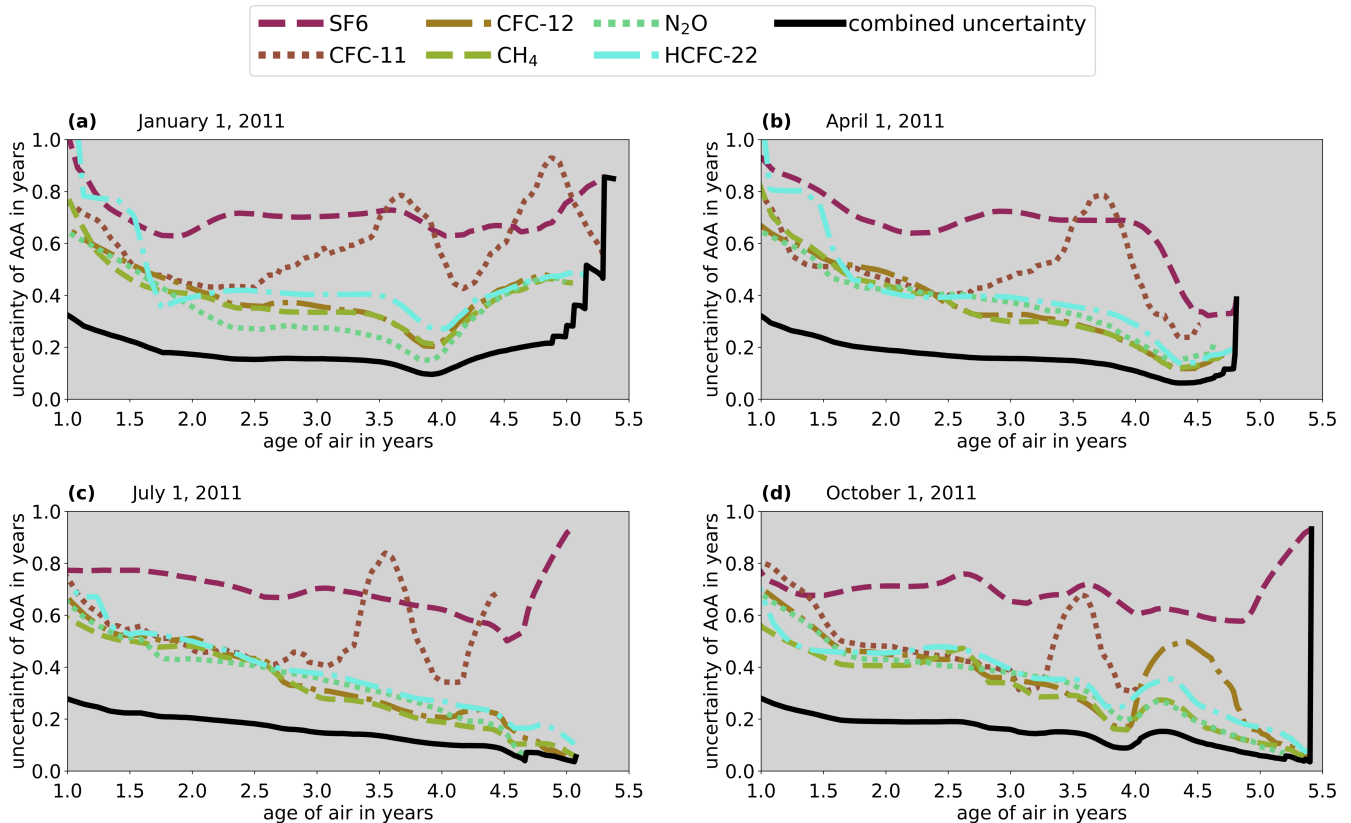 SF6 CFC-12 N₂O combined uncertainty
CFC-11 CH₄ HCFC-22
(a) January 1, 2011
uncertainty of AoA in years
1.0
0.8
0.6
0.4
0.2
0.0
1.0 1.5 2.0 2.5 3.0 3.5 4.0 4.5 5.0 5.5
age of air in years
(b) April 1, 2011
uncertainty of AoA in years
1.0
0.8
0.6
0.4
0.2
0.0
1.0 1.5 2.0 2.5 3.0 3.5 4.0 4.5 5.0 5.5
age of air in years
(c) July 1, 2011
uncertainty of AoA in years
1.0
0.8
0.6
0.4
0.2
0.0
1.0 1.5 2.0 2.5 3.0 3.5 4.0 4.5 5.0 5.5
age of air in years
(d) October 1, 2011
uncertainty of AoA in years
1.0
0.8
0.6
0.4
0.2
0.0
1.0 1.5 2.0 2.5 3.0 3.5 4.0 4.5 5.0 5.5
age of air in years